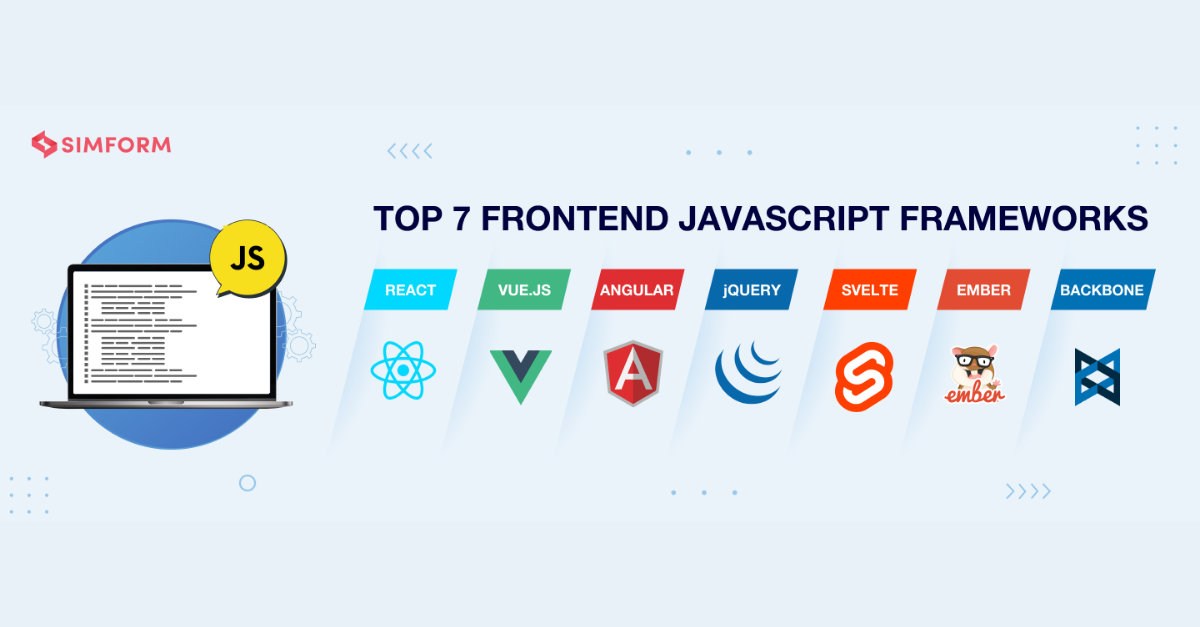 SIMFORM
JS
TOP 7 FRONTEND JAVASCRIPT FRAMEWORKS
REACT
VUE.JS
ANGULAR
jQUERY
SVELTE
EMBER
BACKBONE
A
ember